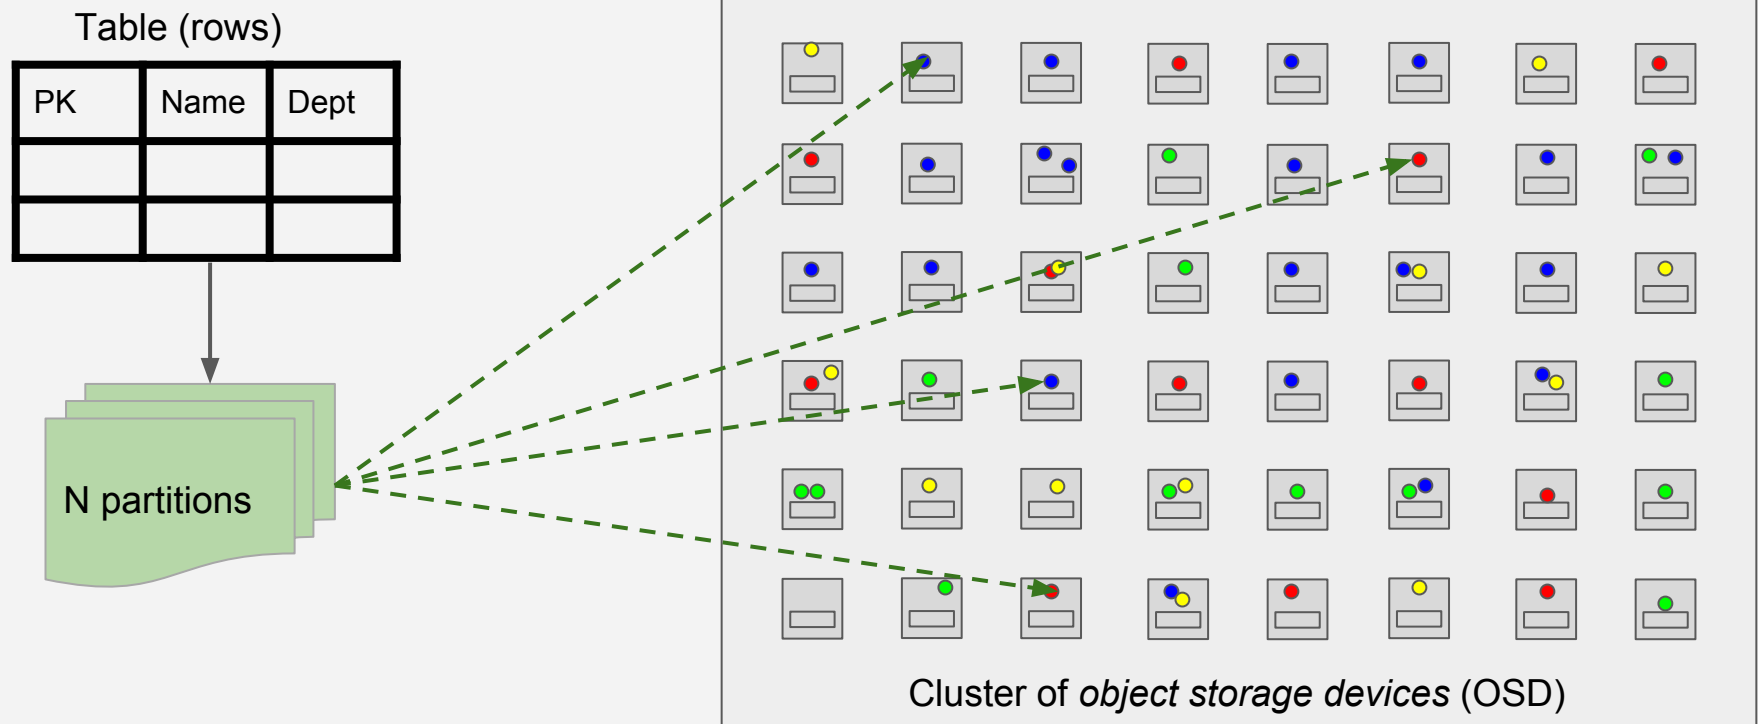 Table (rows)
PK Name Dept
N partitions
Cluster of object storage devices (OSD)